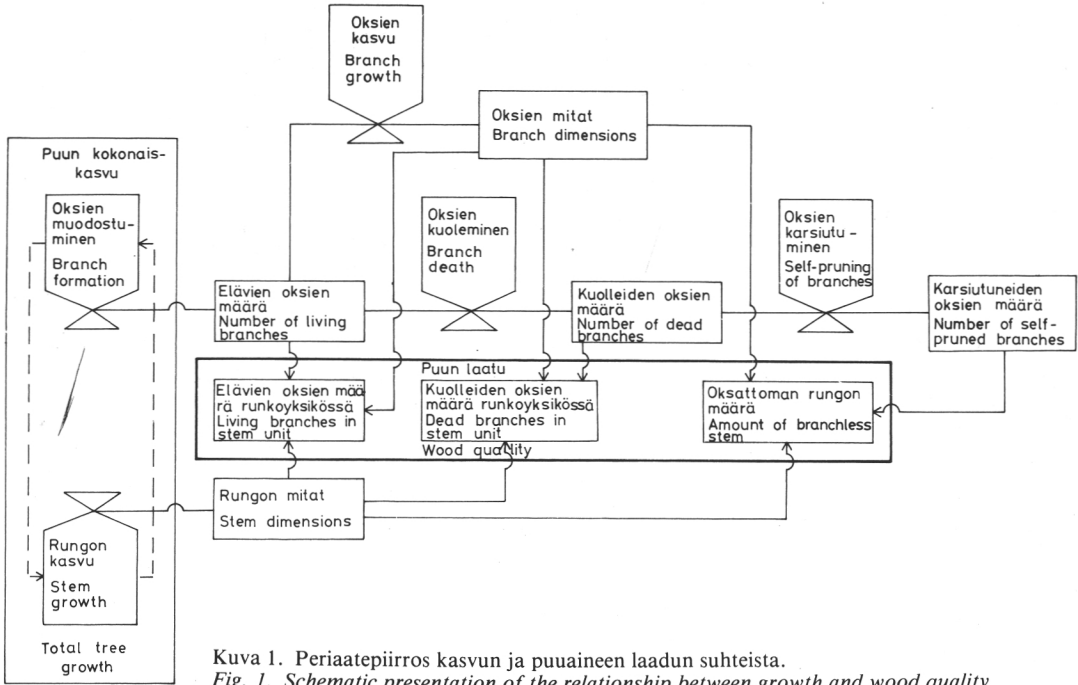 Oksien
kasvu
Branch
growth
Oksien mitat
Branch dimensions
Puun kokonais-
kasvu
Oksien
muodostu-
minen
Branch
formation
Oksien
kuoleminen
Branch
death
Oksien
karsiutu-
minen
Self-pruning
of branches
Elävien oksien
määrä
Number of living
branches
Kuolleiden oksien
määrä
Number of dead
branches
Karsiutuneiden
oksien määrä
Number of self-
pruned branches
Puun laatu
Elävien oksien mää
rä runkoyksikössä
Living branches in
stem unit
Kuolleiden oksien
määrä runkoyksikössä
Dead branches in
stem unit
Oksattoman rungon
määrä
Amount of branchless
stem
Wood quality
Rungon mitat
Stem dimensions
Rungon
kasvu
Stem
growth
Total tree
growth
Kuva 1. Periaatepiirros kasvun ja puuaineen laadun suhteista.
Fig. 1. Schematic presentation of the relationship between growth and wood quality